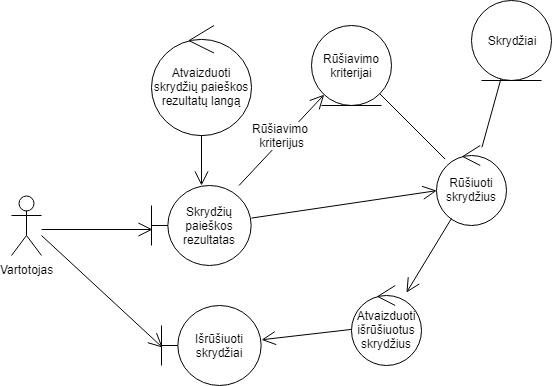 Skrydžiai
Rūšiavimo
kriterijai
Atvaizduoti
skrydžių paieškos
rezultatų langą
Rūšiavimo
kriterijus
Rūšiuoti
skrydžius
Skrydžių
paieškos
rezultatas
Vartotojas
Atvaizduoti
išrūšiuotus
skrydžius
Išrūšiuoti
skrydžiai